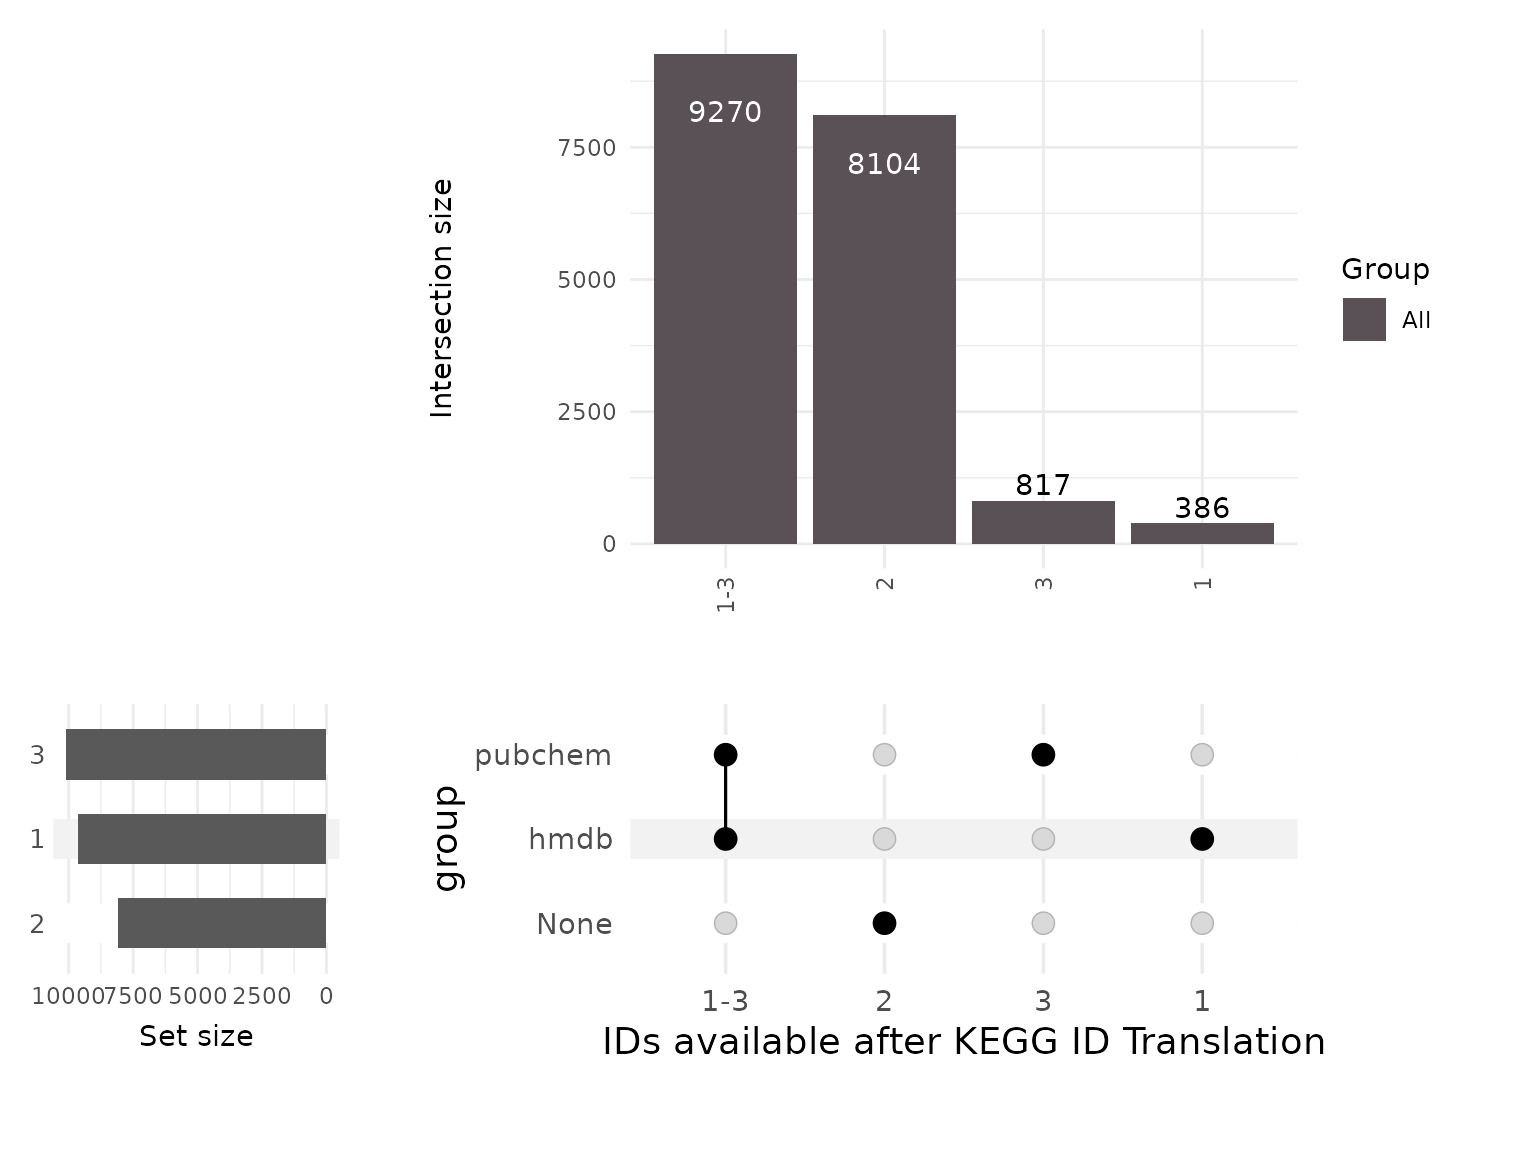 9270
8104
817
386
7500
5000
2500
0
Intersection size
1-3
2
3
1
Group
All
3
1
2
10000
7500
5000
2500
0
Set size
group
pubchem
hmdb
None
1-3
2
3
1
IDs available after KEGG ID Translation